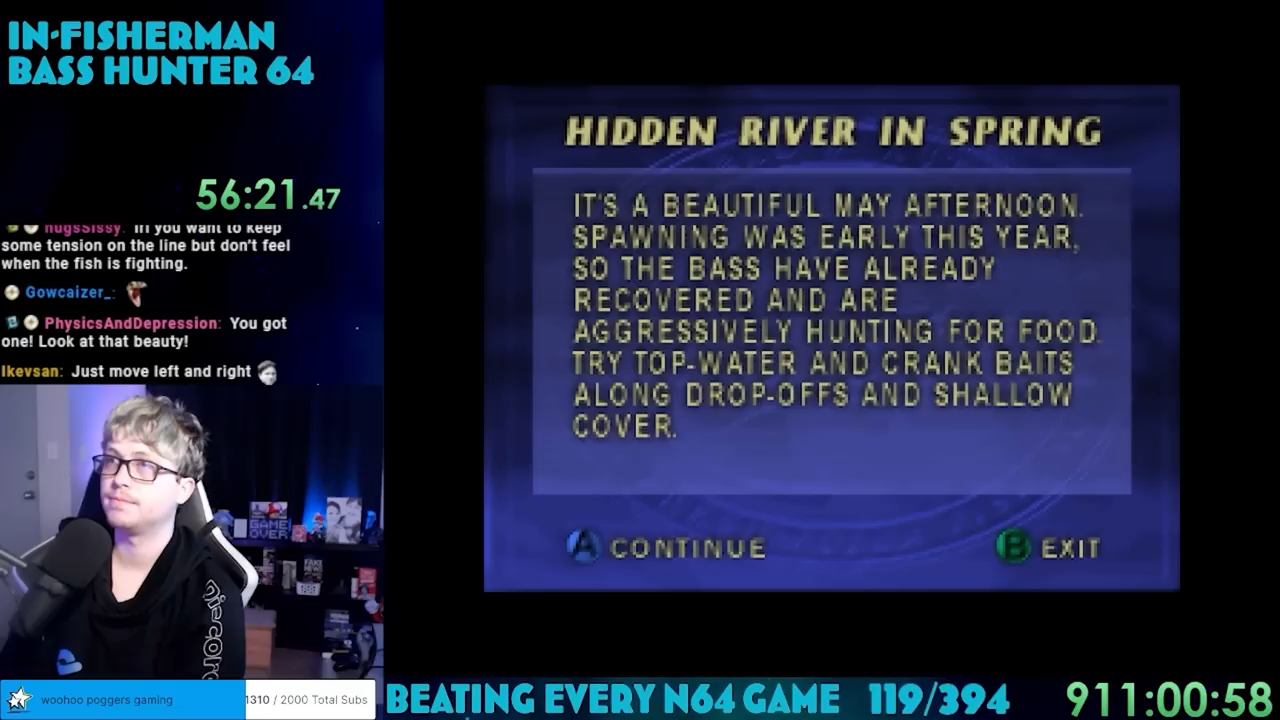 IN-FISHERMAN
BASS HUNTER 64
56:21.47
hugsSissy: Irl you want to keep
some tension on the line but don't feel
when the fish is fighting.
Gowcaizer_:
PhysicsAndDepression: You got
one! Look at that beauty!
Ikevsan: Just move left and right
HIDDEN RIVER IN SPRING
IT'S A BEAUTIFUL MAY AFTERNOON.
SPAWNING WAS EARLY THIS YEAR,
SO THE BASS HAVE ALREADY
RECOVERED AND ARE
AGGRESSIVELY HUNTING FOR FOOD.
TRY TOP-WATER AND CRANK BAITS
ALONG DROP-OFFS AND SHALLOW
COVER.
A CONTINUE
B EXIT
GAME
OVER
woohoo poggers gaming
1310 / 2000 Total Subs
BEATING EVERY N64 GAME 119/394 911:00:58